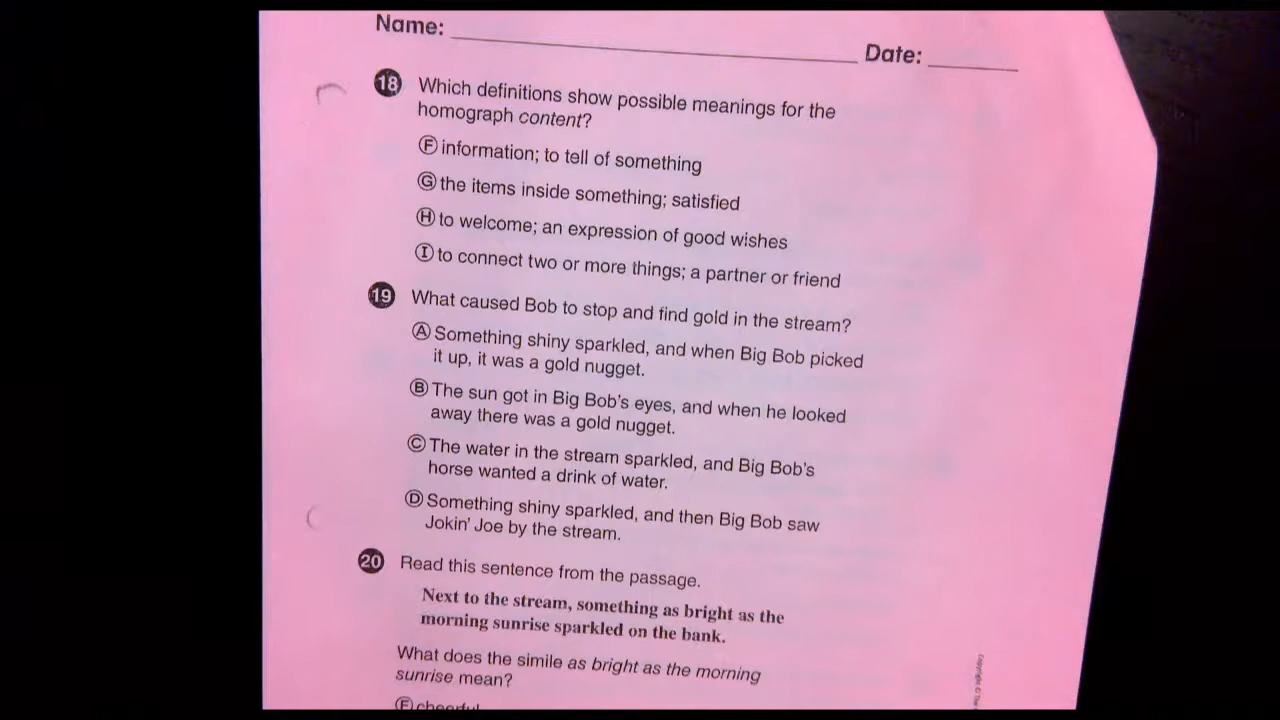 Name: Date:
18 Which definitions show possible meanings for the
homograph content?
F information; to tell of something
G the items inside something; satisfied
H to welcome; an expression of good wishes
I to connect two or more things; a partner or friend
19 What caused Bob to stop and find gold in the stream?
A Something shiny sparkled, and when Big Bob picked
it up, it was a gold nugget.
B The sun got in Big Bob's eyes, and when he looked
away there was a gold nugget.
C The water in the stream sparkled, and Big Bob's
horse wanted a drink of water.
D Something shiny sparkled, and then Big Bob saw
Jokin' Joe by the stream.
20 Read this sentence from the passage.
Next to the stream, something as bright as the
morning sunrise sparkled on the bank.
What does the simile as bright as the morning
sunrise mean?
F cheerful
Copyright ©